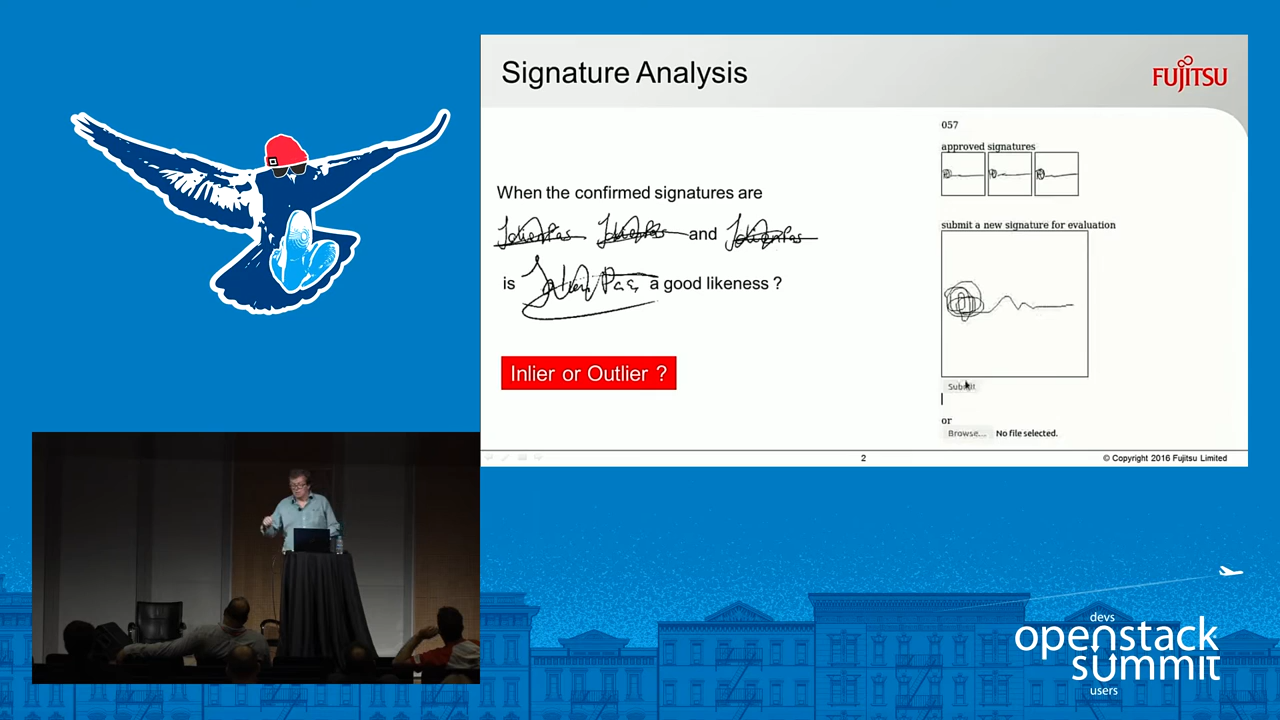 Signature Analysis
FUJITSU
When the confirmed signatures are
and
is a good likeness ?
Inlier or Outlier ?
057
approved signatures
submit a new signature for evaluation
Submit
or
Browse... No file selected.
2
© Copyright 2016 Fujitsu Limited
devs
openstack
summit
users